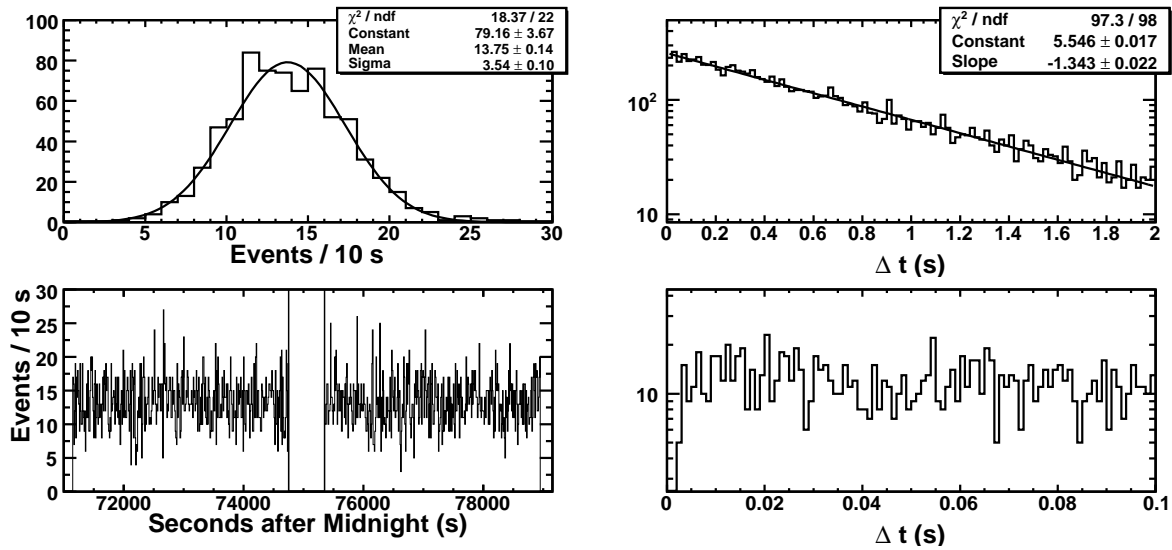 χ² / ndf 18.37 / 22
Constant 79.16 ± 3.67
Mean 13.75 ± 0.14
Sigma 3.54 ± 0.10
100
80
60
40
20
0
0 5 10 15 20 25 30
Events / 10 s
χ² / ndf 97.3 / 98
Constant 5.546 ± 0.017
Slope -1.343 ± 0.022
10²
10
0 0.2 0.4 0.6 0.8 1 1.2 1.4 1.6 1.8 2
Δ t (s)
Events / 10 s
30
25
20
15
10
5
0
72000 74000 76000 78000
Seconds after Midnight (s)
10
0 0.02 0.04 0.06 0.08 0.1
Δ t (s)